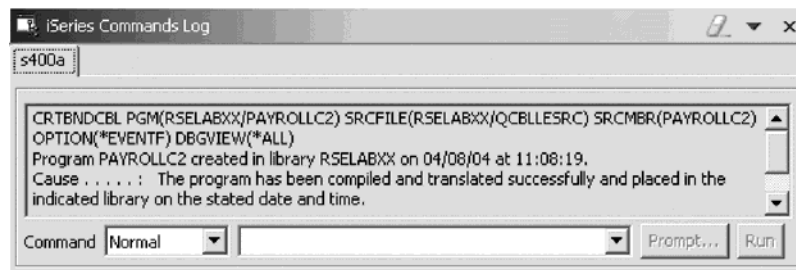 iSeries Commands Log
s400a
CRTBNDCBL PGM(RSELABXX/PAYROLLC2) SRCFILE(RSELABXX/QCBLLESRC) SRCMBR(PAYROLLC2)
OPTION(*EVENTF) DBGVIEW(*ALL)
Program PAYROLLC2 created in library RSELABXX on 04/08/04 at 11:08:19.
Cause . . . . . : The program has been compiled and translated successfully and placed in the
indicated library on the stated date and time.
Command Normal Prompt... Run